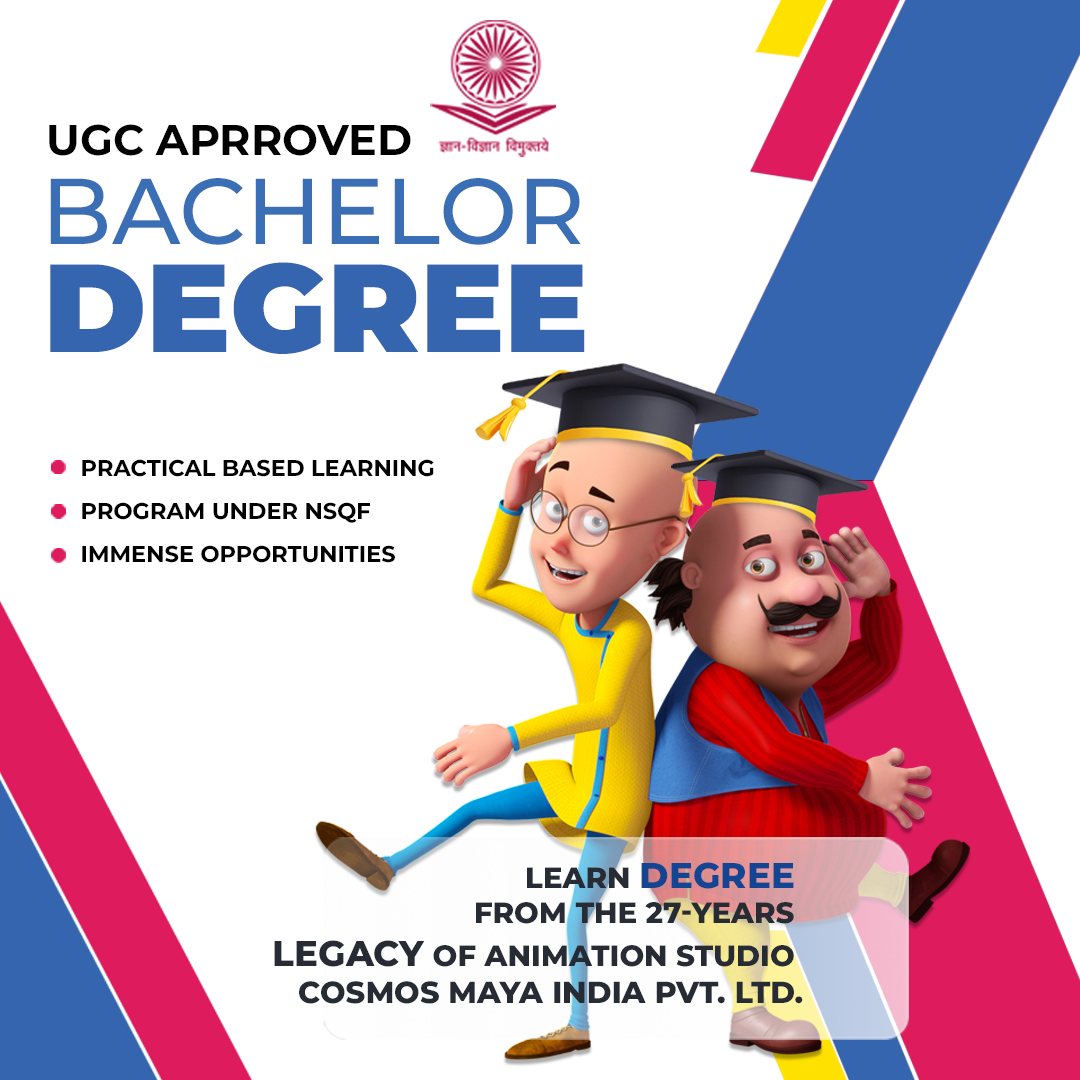 ज्ञान-विज्ञान विमुक्तये
UGC APRROVED
BACHELOR
DEGREE
PRACTICAL BASED LEARNING
PROGRAM UNDER NSQF
IMMENSE OPPORTUNITIES
LEARN DEGREE
FROM THE 27-YEARS
LEGACY OF ANIMATION STUDIO
COSMOS MAYA INDIA PVT. LTD.